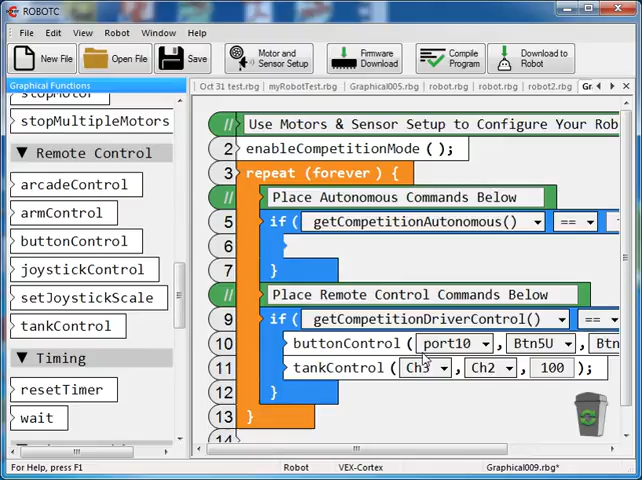 ROBOTC
File Edit View Robot Window Help
New File Open File Save Motor and Sensor Setup Firmware Download Compile Program Download to Robot
Graphical Functions
Oct 31 test.rbg myRobotTest.rbg Graphical005.rbg robot.rbg robot.rbg robot2.rbg Gr
stopMotor
stopMultipleMotors
Remote Control
arcadeControl
armControl
buttonControl
joystickControl
setJoystickScale
tankControl
Timing
resetTimer
wait
// Use Motors & Sensor Setup to Configure Your Rob
2 enableCompetitionMode ( );
3 repeat (forever ) {
// Place Autonomous Commands Below
5 if ( getCompetitionAutonomous() ==
6
7 }
// Place Remote Control Commands Below
9 if ( getCompetitionDriverControl() ==
10 buttonControl ( port10 , Btn5U , Btn
11 tankControl ( Ch3 , Ch2 , 100 );
12 }
13 }
14
For Help, press F1 Robot VEX-Cortex Graphical009.rbg*